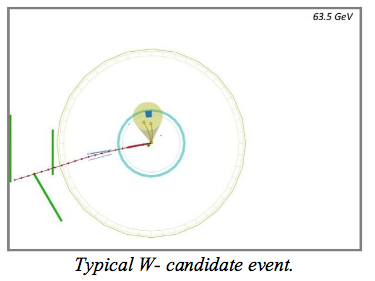 63.5 GeV
Typical W- candidate event.